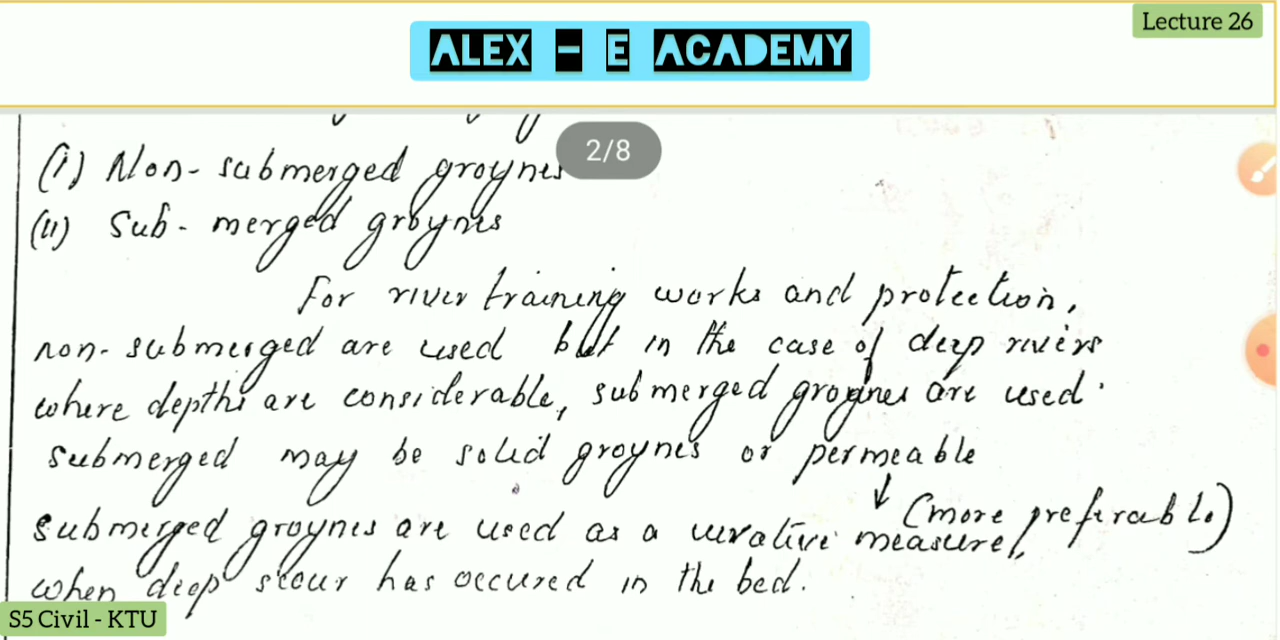 Lecture 26
ALEX - E ACADEMY
2/8
(i) Non-submerged groynes
(ii) Sub-merged groynes
For river training works and protection,
non-submerged are used but in the case of deep rivers
where depths are considerable, submerged groynes are used.
Submerged may be solid groynes or permeable
↓ (more preferable)
Submerged groynes are used as a curative measure,
when deep scour has occured in the bed.
S5 Civil - KTU